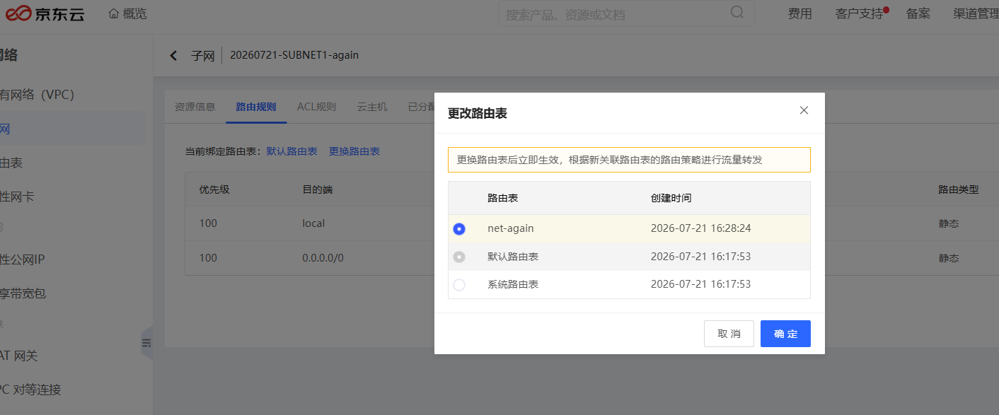 京东云
概览
搜索产品、资源或文档
费用
客户支持
备案
渠道管理
网络
有网络（VPC）
网
由表
性网卡
性公网IP
享带宽包
AT 网关
PC 对等连接
子网
20260721-SUBNET1-again
资源信息
路由规则
ACL规则
云主机
已分配
当前绑定路由表：默认路由表 更换路由表
优先级 目的端 路由类型
100 local 静态
100 0.0.0.0/0 静态
更改路由表
更换路由表后立即生效，根据新关联路由表的路由策略进行流量转发
路由表 创建时间
net-again 2026-07-21 16:28:24
默认路由表 2026-07-21 16:17:53
系统路由表 2026-07-21 16:17:53
取 消
确 定